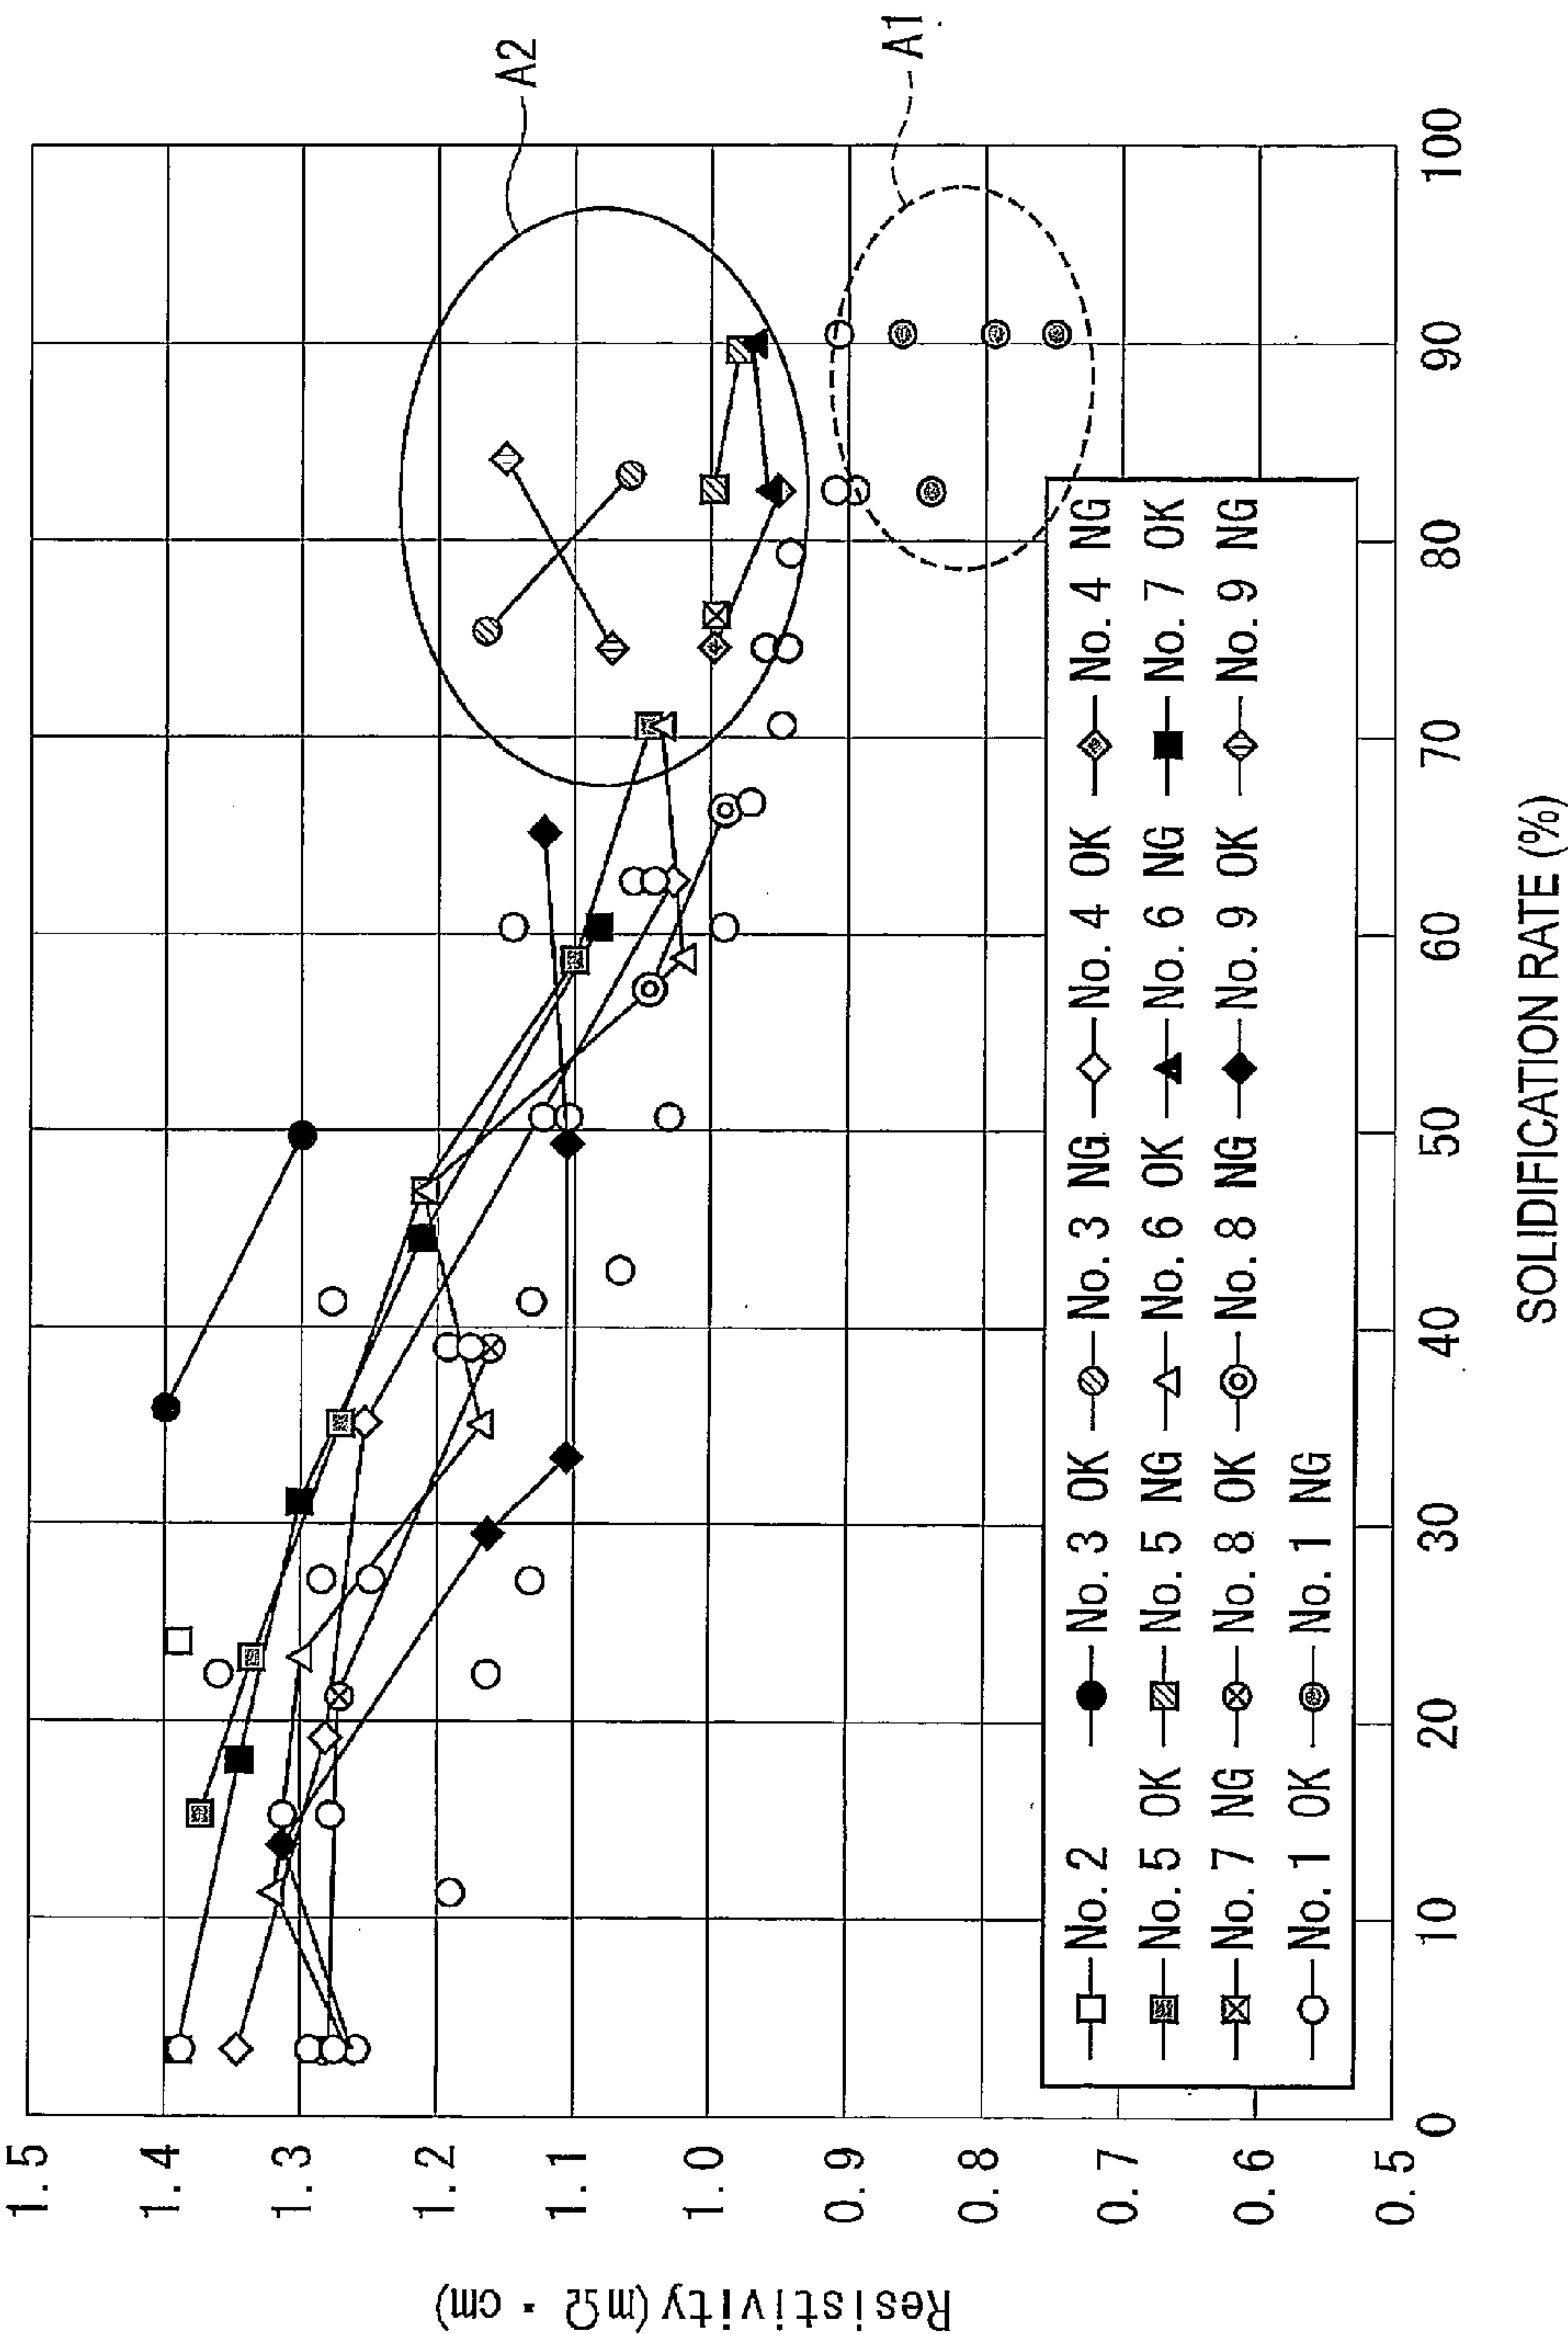 Resistivity (mΩ・cm)
1.5
1.4
1.3
1.2
1.1
1.0
0.9
0.8
0.7
0.6
0.5
A2
A1
No. 2 No. 3 OK No. 3 NG No. 4 OK No. 4 NG
No. 5 OK No. 5 NG No. 6 OK No. 6 NG No. 7 OK
No. 7 NG No. 8 OK No. 8 NG No. 9 OK No. 9 NG
No. 1 OK No. 1 NG
0 10 20 30 40 50 60 70 80 90 100
SOLIDIFICATION RATE (%)